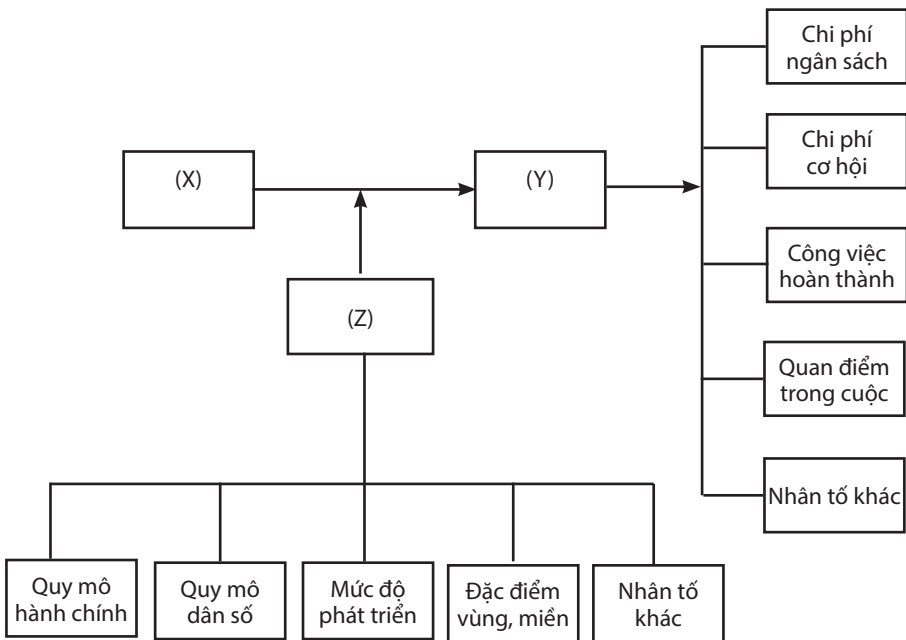 Chi phí
ngân sách
Chi phí
cơ hội
(X)
(Y)
Công việc
hoàn thành
(Z)
Quan điểm
trong cuộc
Nhân tố khác
Quy mô
hành chính
Quy mô
dân số
Mức độ
phát triển
Đặc điểm
vùng, miền
Nhân tố
khác